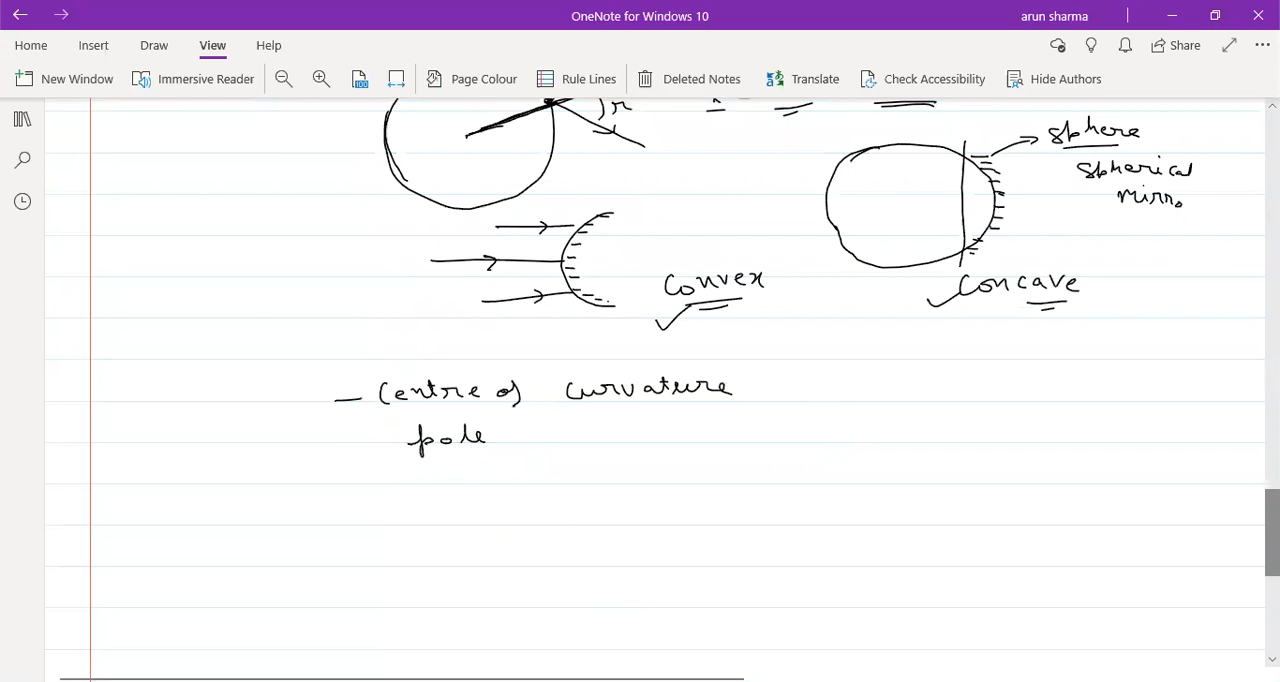 OneNote for Windows 10
arun sharma
Home Insert Draw View Help
Share
New Window Immersive Reader Page Colour Rule Lines Deleted Notes Translate Check Accessibility Hide Authors
r
sphere
spherical
mirro
Convex
Concave
– Centre of curvature
pole